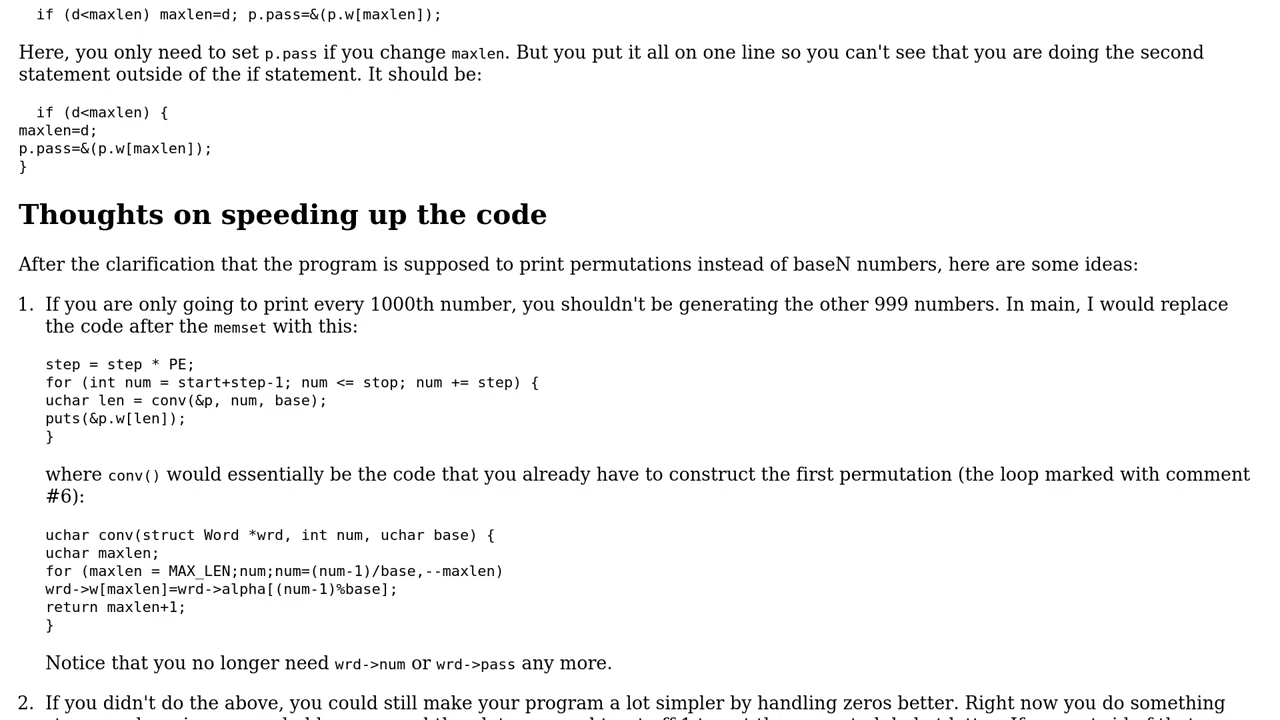 if (d<maxlen) maxlen=d; p.pass=&(p.w[maxlen]);
Here, you only need to set p.pass if you change maxlen. But you put it all on one line so you can't see that you are doing the second
statement outside of the if statement. It should be:
if (d<maxlen) {
maxlen=d;
p.pass=&(p.w[maxlen]);
}
Thoughts on speeding up the code
After the clarification that the program is supposed to print permutations instead of baseN numbers, here are some ideas:
1. If you are only going to print every 1000th number, you shouldn't be generating the other 999 numbers. In main, I would replace
the code after the memset with this:
step = step * PE;
for (int num = start+step-1; num <= stop; num += step) {
uchar len = conv(&p, num, base);
puts(&p.w[len]);
}
where conv() would essentially be the code that you already have to construct the first permutation (the loop marked with comment
#6):
uchar conv(struct Word *wrd, int num, uchar base) {
uchar maxlen;
for (maxlen = MAX_LEN;num;num=(num-1)/base,--maxlen)
wrd->w[maxlen]=wrd->alpha[(num-1)%base];
return maxlen+1;
}
Notice that you no longer need wrd->num or wrd->pass any more.
2. If you didn't do the above, you could still make your program a lot simpler by handling zeros better. Right now you do something